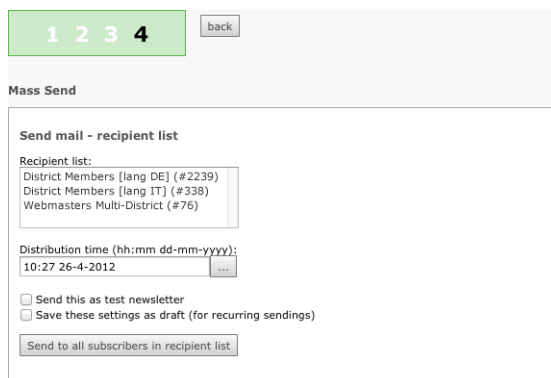 1 2 3 4 back
Mass Send
Send mail - recipient list
Recipient list:
District Members [lang DE] (#2239)
District Members [lang IT] (#338)
Webmasters Multi-District (#76)
Distribution time (hh:mm dd-mm-yyyy):
10:27 26-4-2012 ...
Send this as test newsletter
Save these settings as draft (for recurring sendings)
Send to all subscribers in recipient list